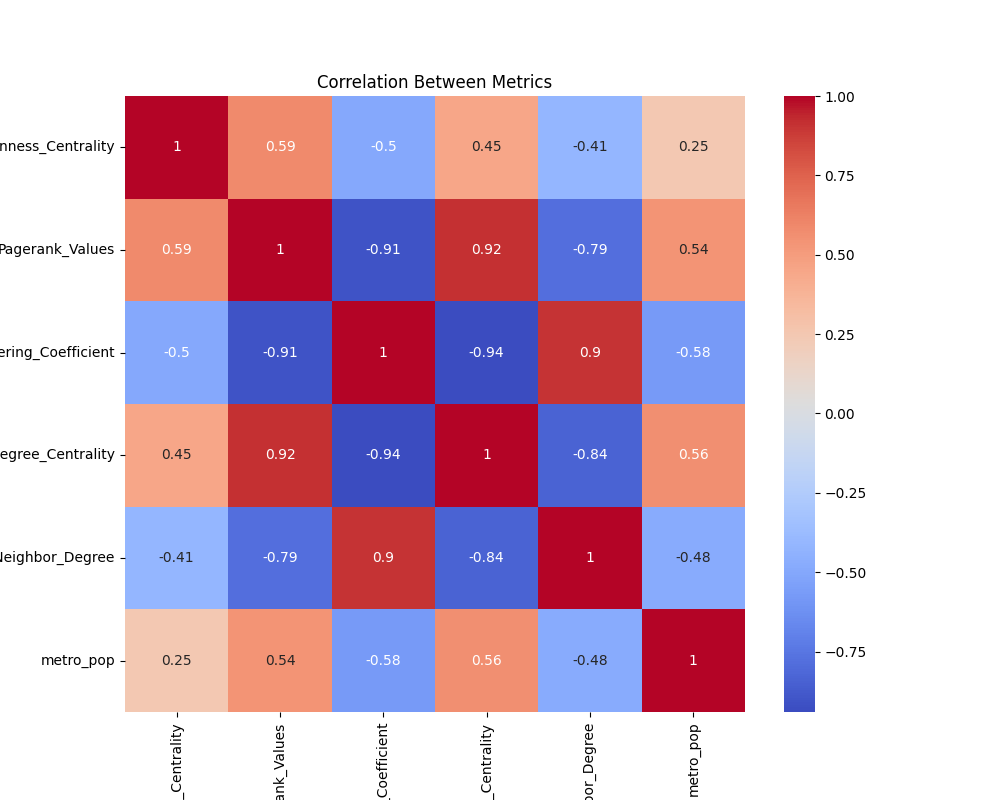 Correlation Between Metrics
nness_Centrality 1 0.59 -0.5 0.45 -0.41 0.25
Pagerank_Values 0.59 1 -0.91 0.92 -0.79 0.54
ering_Coefficient -0.5 -0.91 1 -0.94 0.9 -0.58
egree_Centrality 0.45 0.92 -0.94 1 -0.84 0.56
Neighbor_Degree -0.41 -0.79 0.9 -0.84 1 -0.48
metro_pop 0.25 0.54 -0.58 0.56 -0.48 1
_Centrality
ank_Values
_Coefficient
_Centrality
bor_Degree
metro_pop
1.00
0.75
0.50
0.25
0.00
−0.25
−0.50
−0.75